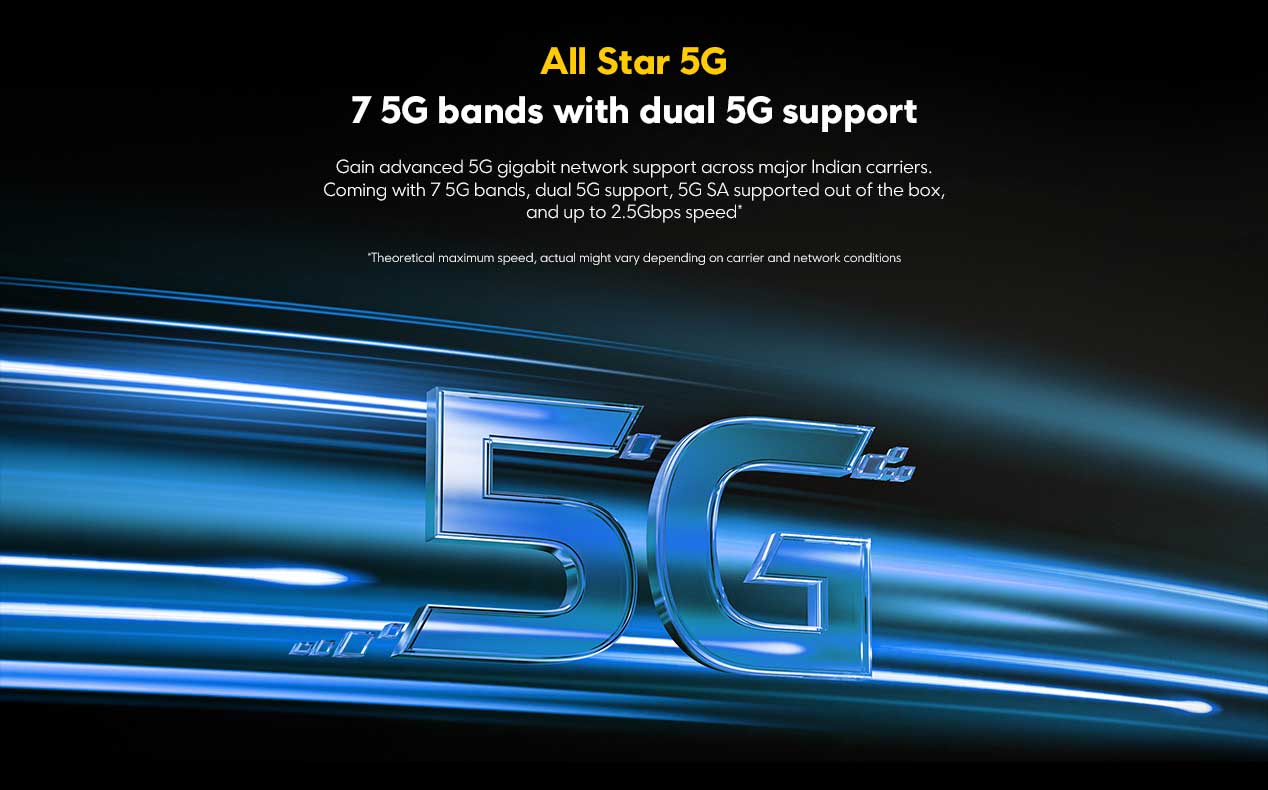 All Star 5G
7 5G bands with dual 5G support
Gain advanced 5G gigabit network support across major Indian carriers.
Coming with 7 5G bands, dual 5G support, 5G SA supported out of the box,
and up to 2.5Gbps speed*
*Theoretical maximum speed, actual might vary depending on carrier and network conditions
5G